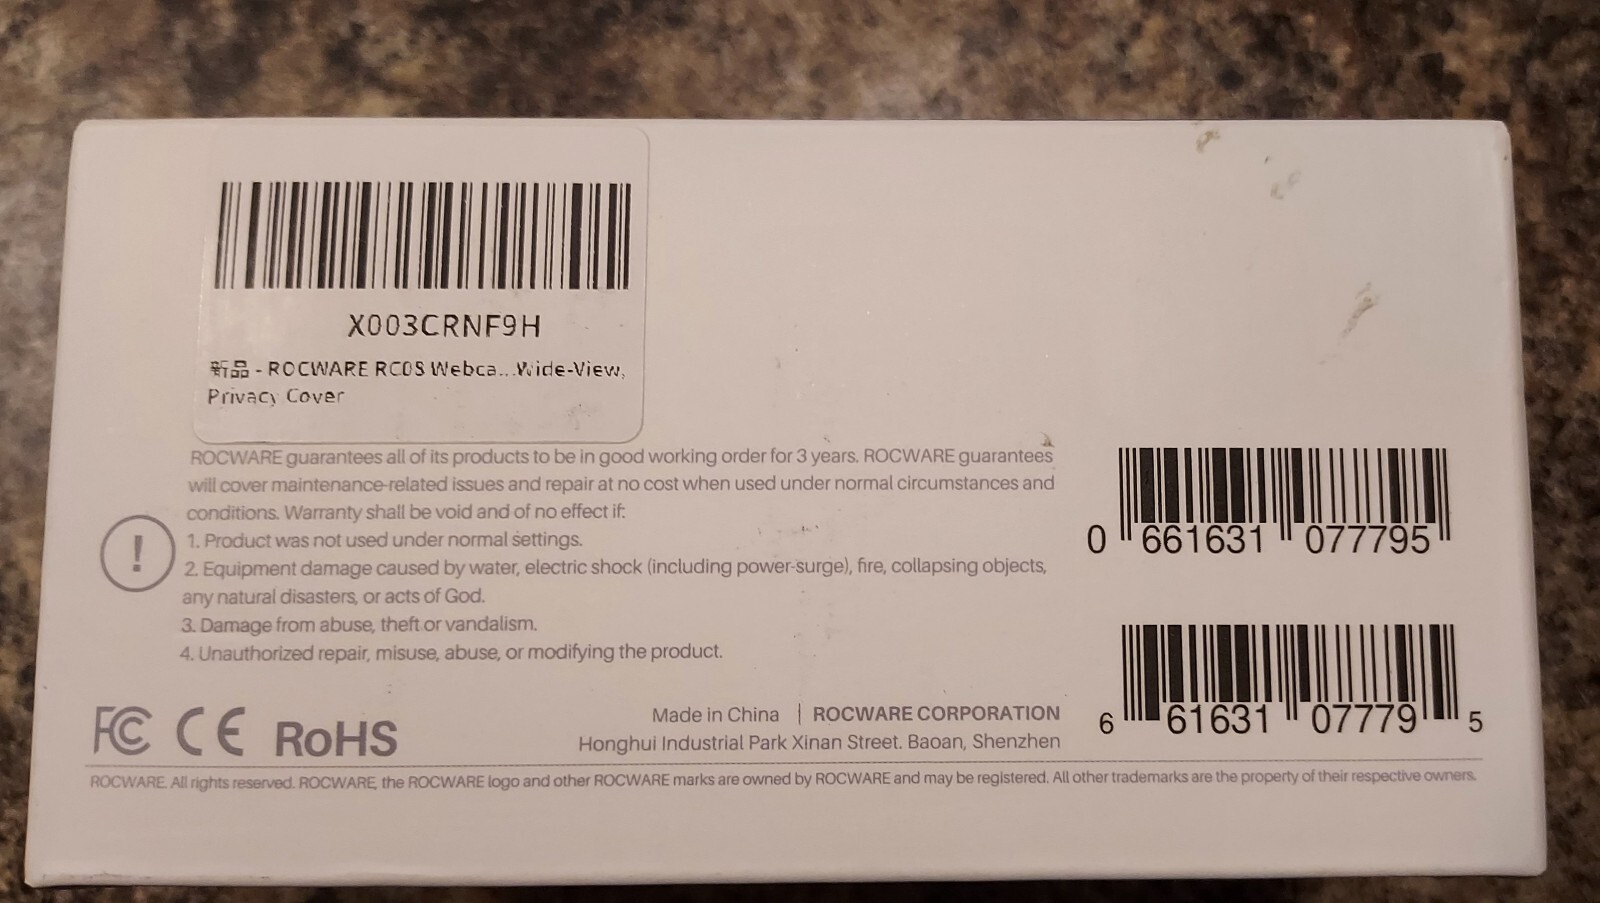 X003CRNF9H
新品 - ROCWARE RC08 Webca...Wide-View,
Privacy Cover
ROCWARE guarantees all of its products to be in good working order for 3 years. ROCWARE guarantees
will cover maintenance-related issues and repair at no cost when used under normal circumstances and
conditions. Warranty shall be void and of no effect if:
!
1. Product was not used under normal settings.
2. Equipment damage caused by water, electric shock (including power-surge), fire, collapsing objects,
any natural disasters, or acts of God.
3. Damage from abuse, theft or vandalism.
4. Unauthorized repair, misuse, abuse, or modifying the product.
0 661631 077795
6 61631 07779 5
FC CE RoHS
Made in China | ROCWARE CORPORATION
Honghui Industrial Park Xinan Street. Baoan, Shenzhen
ROCWARE. All rights reserved. ROCWARE, the ROCWARE logo and other ROCWARE marks are owned by ROCWARE and may be registered. All other trademarks are the property of their respective owners.